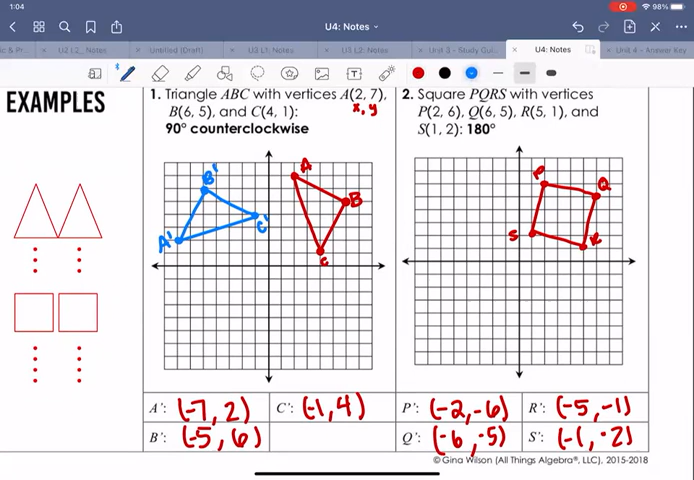 1:04
98%
U4: Notes
ic & Pr...
U2 L2_ Notes
Untitled (Draft)
U3 L1: Notes
U3 L2: Notes
Unit 3 - Study Gui...
U4: Notes
Unit 4 - Answer Key
EXAMPLES
1. Triangle ABC with vertices A(2, 7),
B(6, 5), and C(4, 1):
x, y
90° counterclockwise
2. Square PQRS with vertices
P(2, 6), Q(6, 5), R(5, 1), and
S(1, 2): 180°
A
B
C
A'
B'
C'
P
Q
R
S
A': (-7, 2)
C': (-1, 4)
B': (-5, 6)
P': (-2, -6)
R': (-5, -1)
Q': (-6, -5)
S': (-1, -2)
© Gina Wilson (All Things Algebra®, LLC), 2015-2018